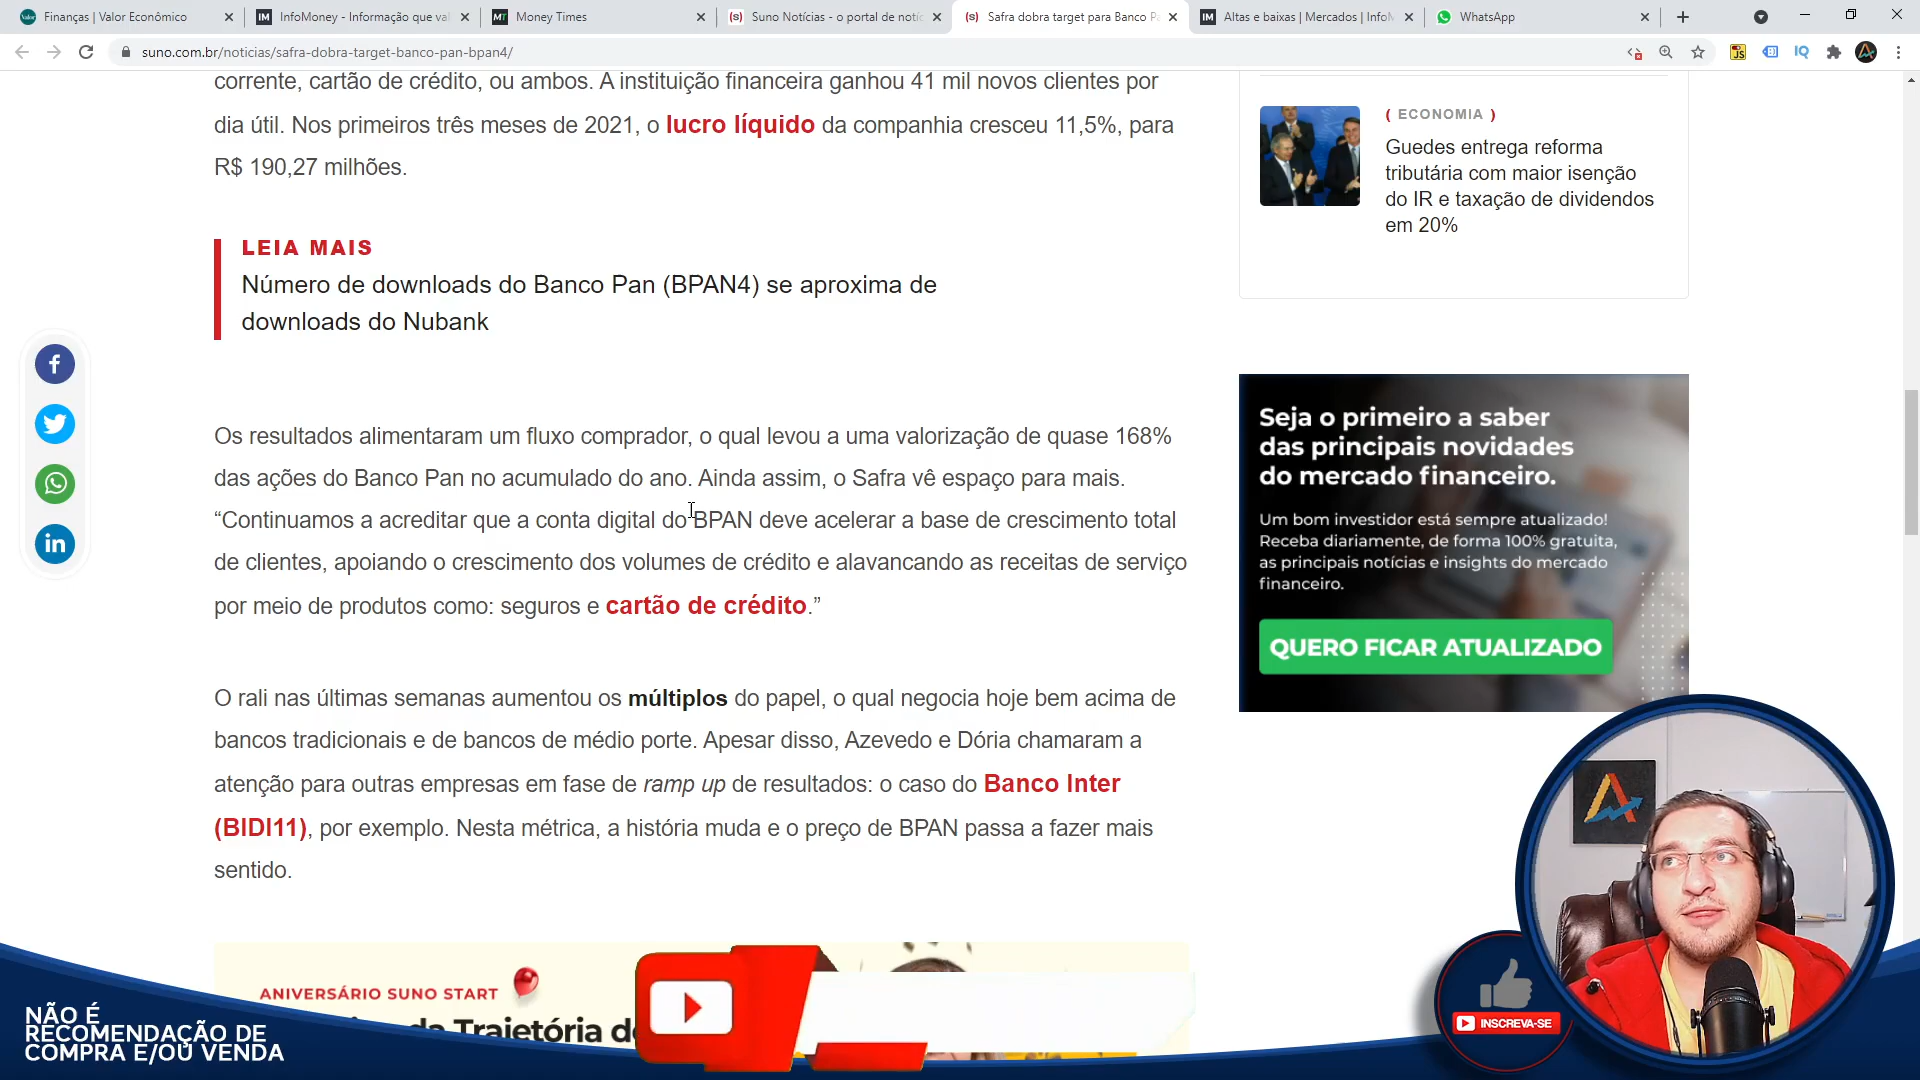 Finanças | Valor Econômico
InfoMoney - Informação que val
Money Times
Suno Notícias - o portal de notíc
Safra dobra target para Banco Pa
Altas e baixas | Mercados | InfoM
WhatsApp
suno.com.br/noticias/safra-dobra-target-banco-pan-bpan4/
corrente, cartão de crédito, ou ambos. A instituição financeira ganhou 41 mil novos clientes por
dia útil. Nos primeiros três meses de 2021, o lucro líquido da companhia cresceu 11,5%, para
R$ 190,27 milhões.
LEIA MAIS
Número de downloads do Banco Pan (BPAN4) se aproxima de
downloads do Nubank
Os resultados alimentaram um fluxo comprador, o qual levou a uma valorização de quase 168%
das ações do Banco Pan no acumulado do ano. Ainda assim, o Safra vê espaço para mais.
“Continuamos a acreditar que a conta digital do BPAN deve acelerar a base de crescimento total
de clientes, apoiando o crescimento dos volumes de crédito e alavancando as receitas de serviço
por meio de produtos como: seguros e cartão de crédito.”
O rali nas últimas semanas aumentou os múltiplos do papel, o qual negocia hoje bem acima de
bancos tradicionais e de bancos de médio porte. Apesar disso, Azevedo e Dória chamaram a
atenção para outras empresas em fase de ramp up de resultados: o caso do Banco Inter
(BIDI11), por exemplo. Nesta métrica, a história muda e o preço de BPAN passa a fazer mais
sentido.
( ECONOMIA )
Guedes entrega reforma
tributária com maior isenção
do IR e taxação de dividendos
em 20%
Seja o primeiro a saber
das principais novidades
do mercado financeiro.
Um bom investidor está sempre atualizado!
Receba diariamente, de forma 100% gratuita,
as principais notícias e insights do mercado
financeiro.
QUERO FICAR ATUALIZADO
ANIVERSÁRIO SUNO START
da Trajetória d
NÃO É
RECOMENDAÇÃO DE
COMPRA E/OU VENDA
INSCREVA-SE